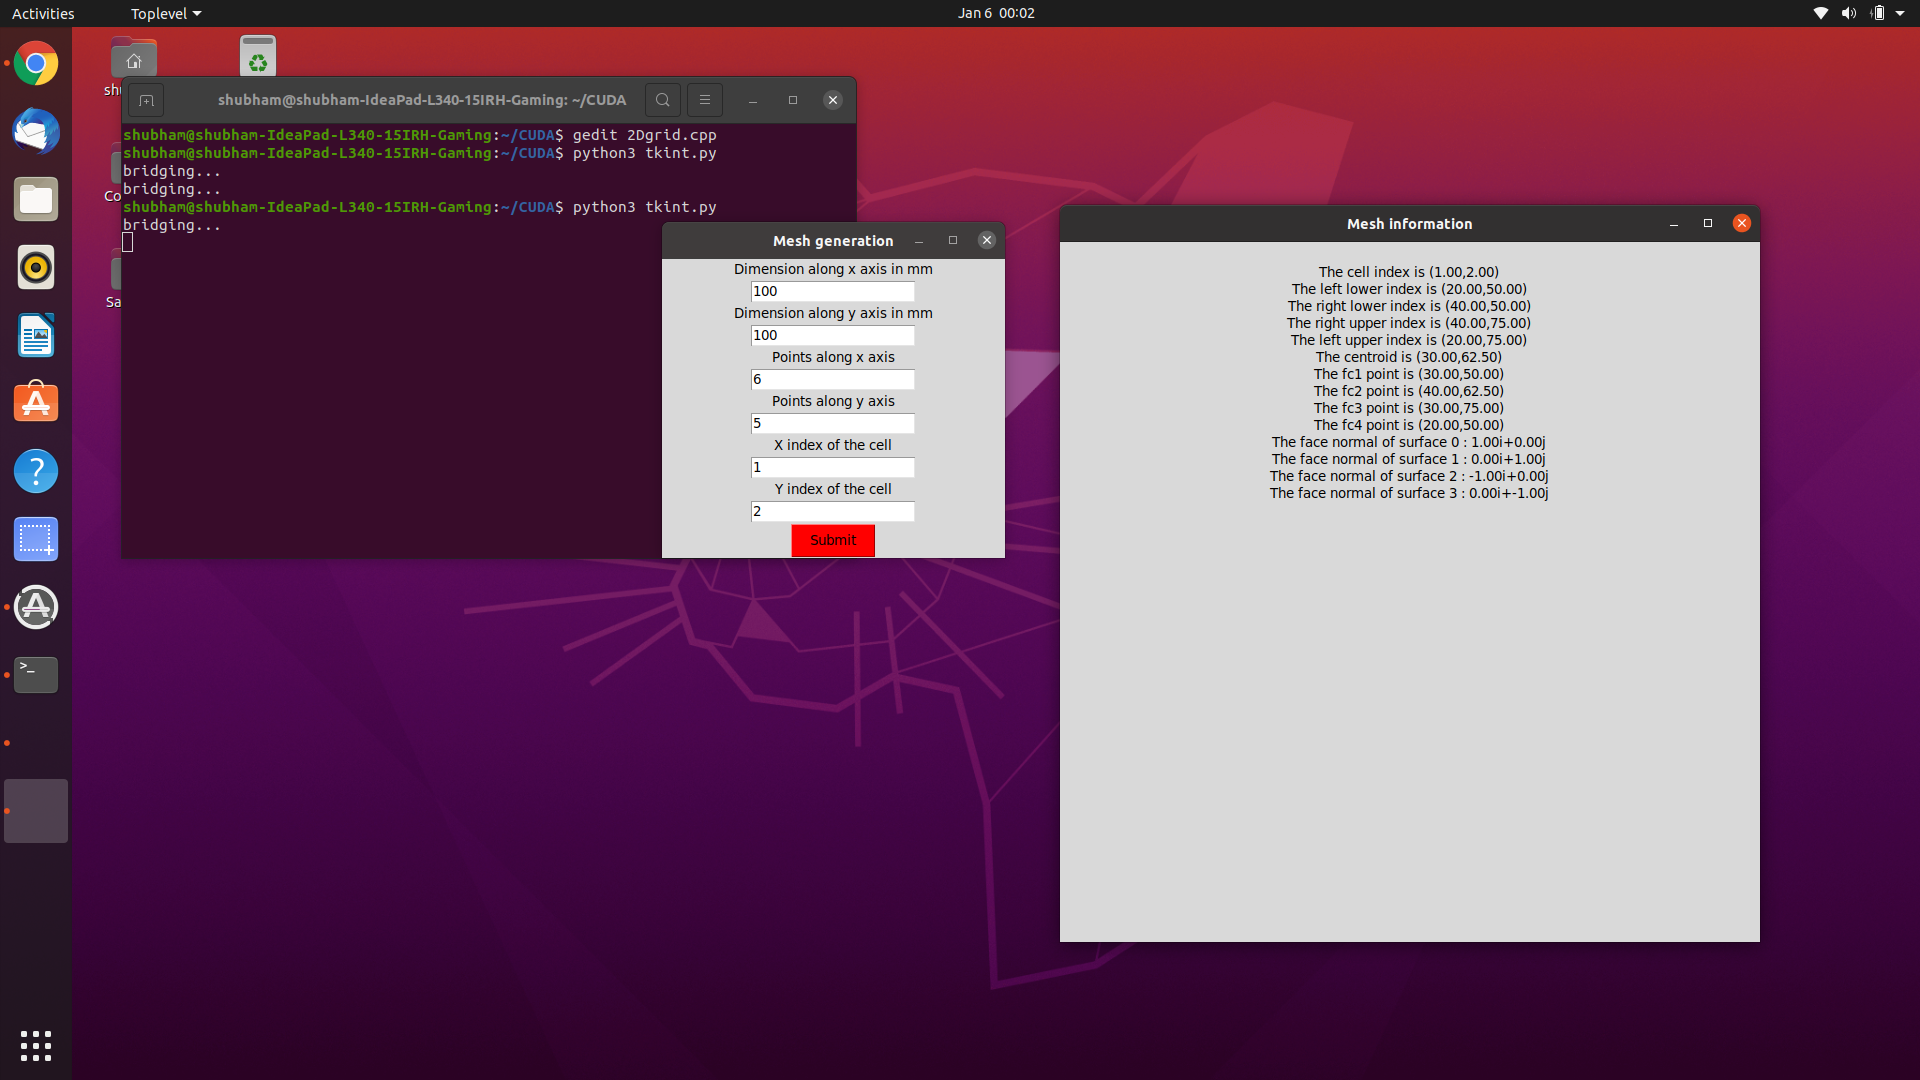 Activities
Toplevel
Jan 6 00:02
shu
Co
Sa
shubham@shubham-IdeaPad-L340-15IRH-Gaming: ~/CUDA
shubham@shubham-IdeaPad-L340-15IRH-Gaming:~/CUDA$ gedit 2Dgrid.cpp
shubham@shubham-IdeaPad-L340-15IRH-Gaming:~/CUDA$ python3 tkint.py
bridging...
bridging...
shubham@shubham-IdeaPad-L340-15IRH-Gaming:~/CUDA$ python3 tkint.py
bridging...
Mesh generation
Dimension along x axis in mm
100
Dimension along y axis in mm
100
Points along x axis
6
Points along y axis
5
X index of the cell
1
Y index of the cell
2
Submit
Mesh information
The cell index is (1.00,2.00)
The left lower index is (20.00,50.00)
The right lower index is (40.00,50.00)
The right upper index is (40.00,75.00)
The left upper index is (20.00,75.00)
The centroid is (30.00,62.50)
The fc1 point is (30.00,50.00)
The fc2 point is (40.00,62.50)
The fc3 point is (30.00,75.00)
The fc4 point is (20.00,50.00)
The face normal of surface 0 : 1.00i+0.00j
The face normal of surface 1 : 0.00i+1.00j
The face normal of surface 2 : -1.00i+0.00j
The face normal of surface 3 : 0.00i+-1.00j